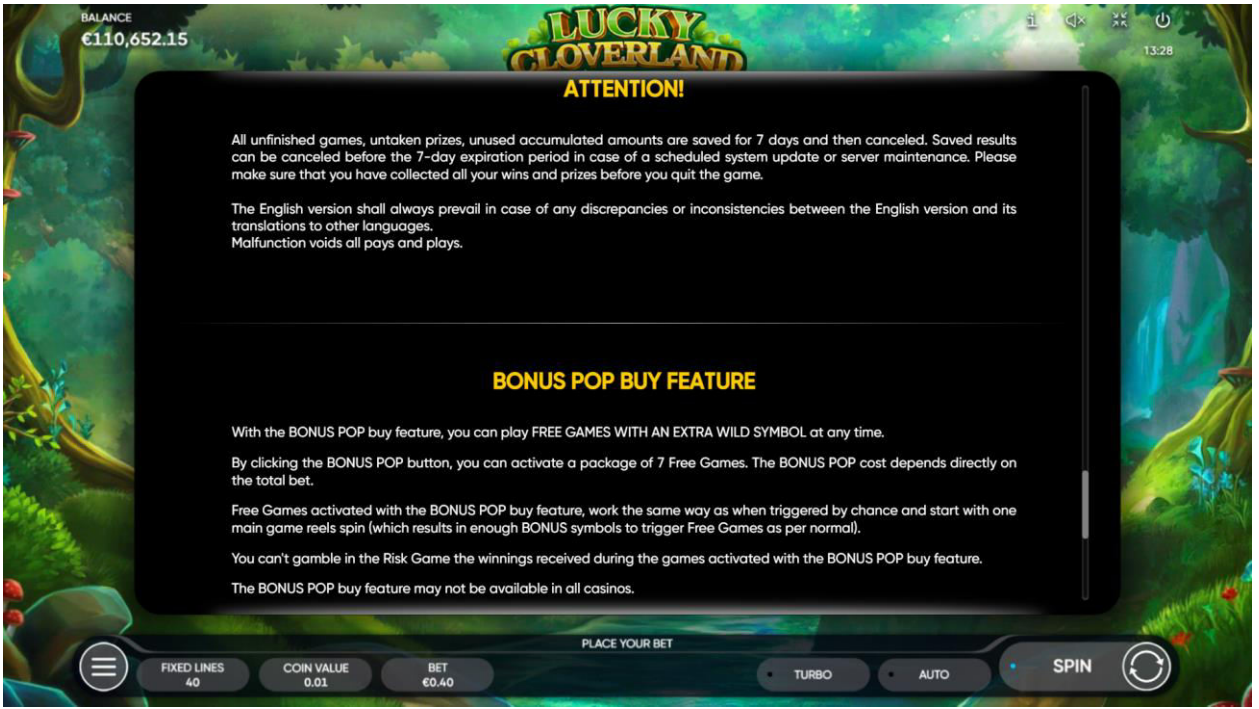 BALANCE
€110,652.15
LUCKY
CLOVERLAND
13:28
ATTENTION!
All unfinished games, untaken prizes, unused accumulated amounts are saved for 7 days and then canceled. Saved results
can be canceled before the 7-day expiration period in case of a scheduled system update or server maintenance. Please
make sure that you have collected all your wins and prizes before you quit the game.
The English version shall always prevail in case of any discrepancies or inconsistencies between the English version and its
translations to other languages.
Malfunction voids all pays and plays.
BONUS POP BUY FEATURE
With the BONUS POP buy feature, you can play FREE GAMES WITH AN EXTRA WILD SYMBOL at any time.
By clicking the BONUS POP button, you can activate a package of 7 Free Games. The BONUS POP cost depends directly on
the total bet.
Free Games activated with the BONUS POP buy feature, work the same way as when triggered by chance and start with one
main game reels spin (which results in enough BONUS symbols to trigger Free Games as per normal).
You can't gamble in the Risk Game the winnings received during the games activated with the BONUS POP buy feature.
The BONUS POP buy feature may not be available in all casinos.
PLACE YOUR BET
FIXED LINES
40
COIN VALUE
0.01
BET
€0.40
TURBO
AUTO
SPIN